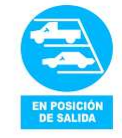 EN POSICIÓN
DE SALIDA